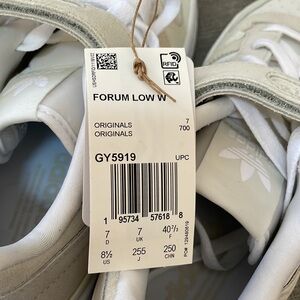 RFID
FORUM LOW W
ORIGINALS 7
ORIGINALS 700
GY5919 UPC
1 95734 57618 8
7 7 40⅔
D UK F
8½ 255 250
US J CHN